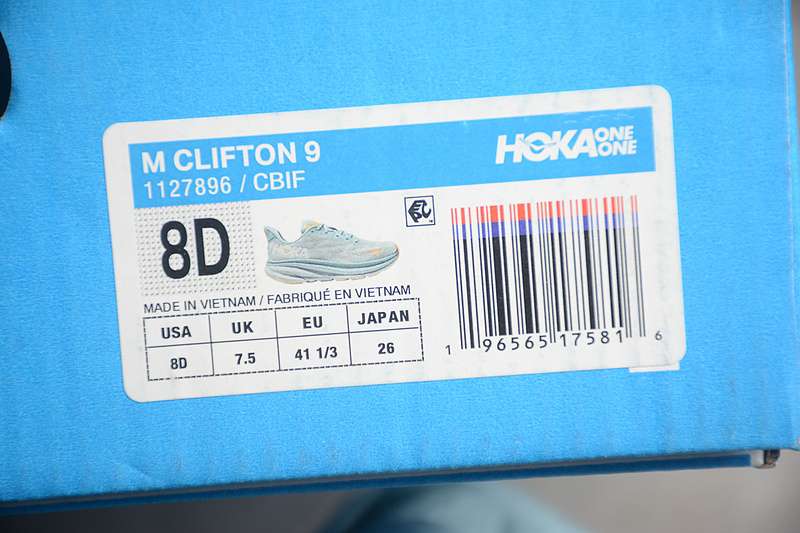 M CLIFTON 9
1127896 / CBIF
HOKA ONE ONE
8D
MADE IN VIETNAM / FABRIQUÉ EN VIETNAM
USA UK EU JAPAN
8D 7.5 41 1/3 26
1 96565 17581 6